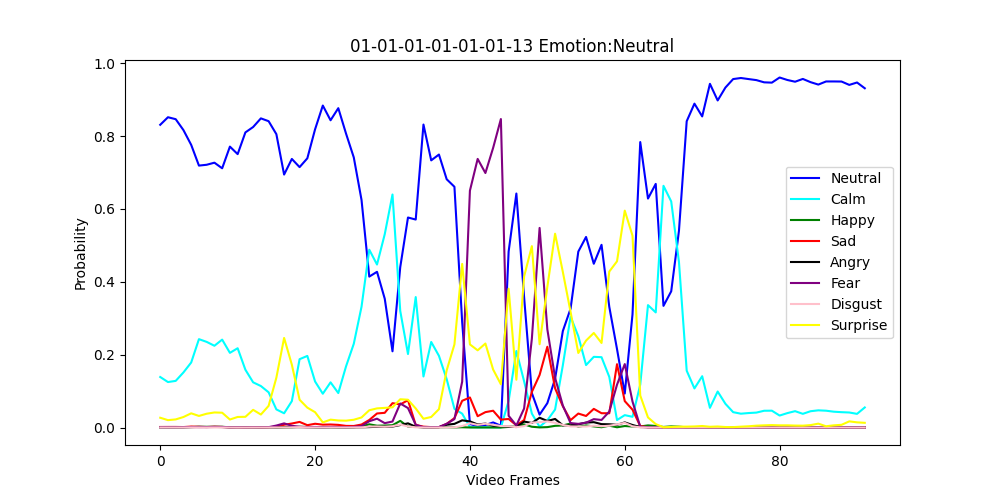 01-01-01-01-01-01-13 Emotion:Neutral
1.0
0.8
0.6
0.4
0.2
0.0
Probability
0 20 40 60 80
Video Frames
Neutral
Calm
Happy
Sad
Angry
Fear
Disgust
Surprise